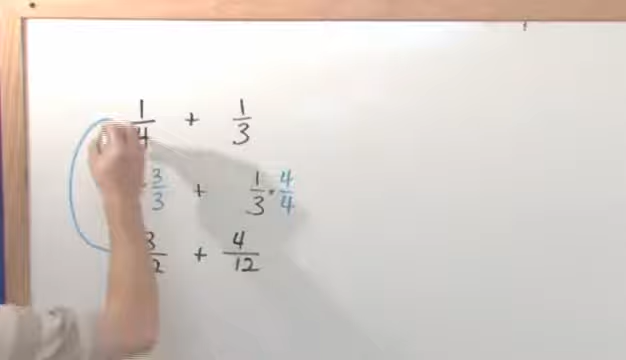 1/4 + 1/3
· 3/3 + 1/3 · 4/4
3/2 + 4/12